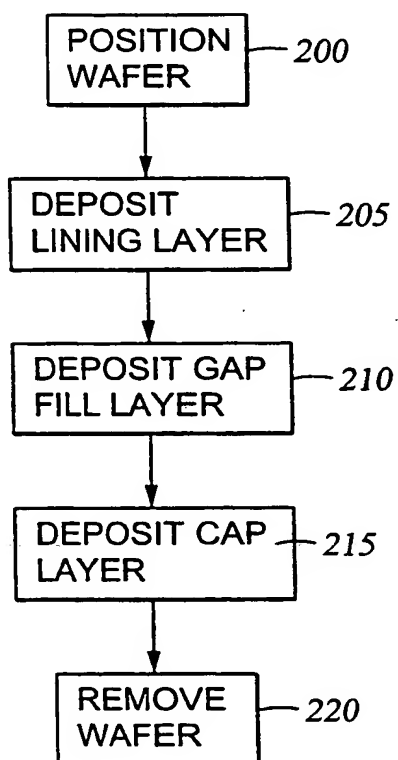 POSITION
WAFER
200
DEPOSIT
LINING LAYER
205
DEPOSIT GAP
FILL LAYER
210
DEPOSIT CAP
LAYER
215
REMOVE
WAFER
220